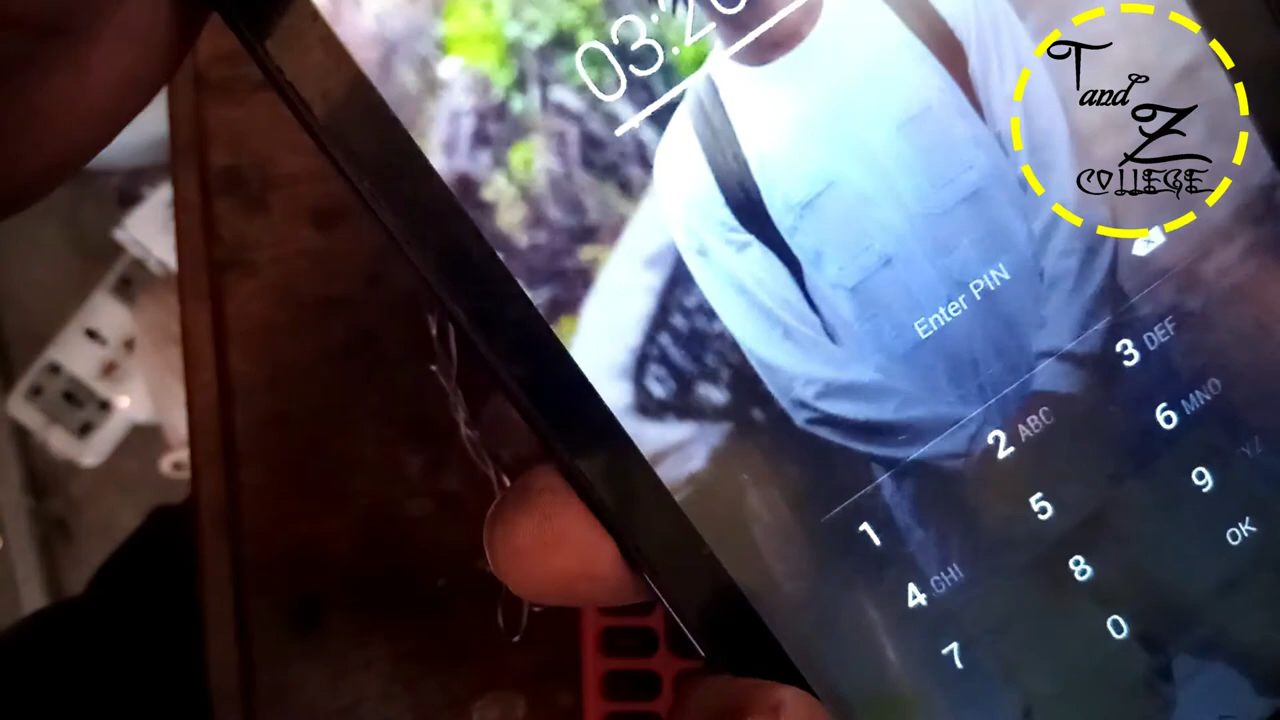 03:20
T
and
Z
COLLEGE
Enter PIN
1
2 ABC
3 DEF
4 GHI
5
6 MNO
7
8
9
0
OK